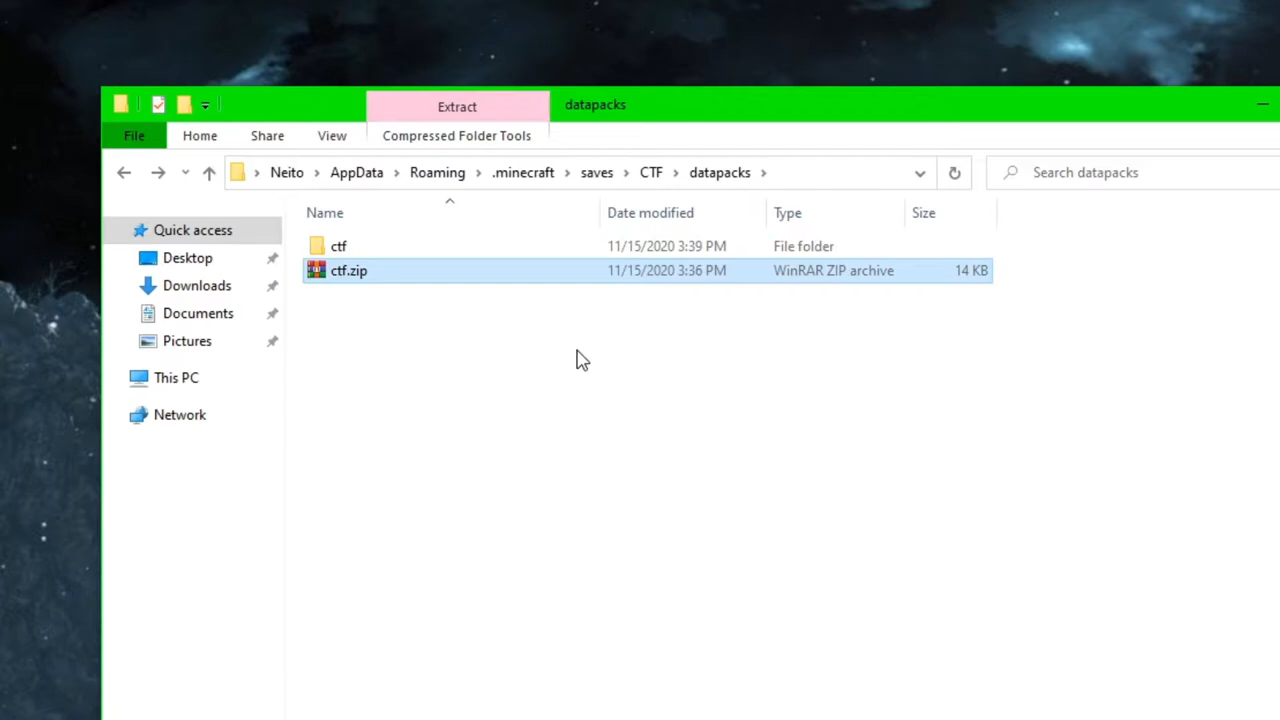 Extract
datapacks
File
Home
Share
View
Compressed Folder Tools
Neito > AppData > Roaming > .minecraft > saves > CTF > datapacks >
Search datapacks
Name
Date modified
Type
Size
Quick access
ctf
11/15/2020 3:39 PM
File folder
Desktop
ctf.zip
11/15/2020 3:36 PM
WinRAR ZIP archive
14 KB
Downloads
Documents
Pictures
This PC
Network